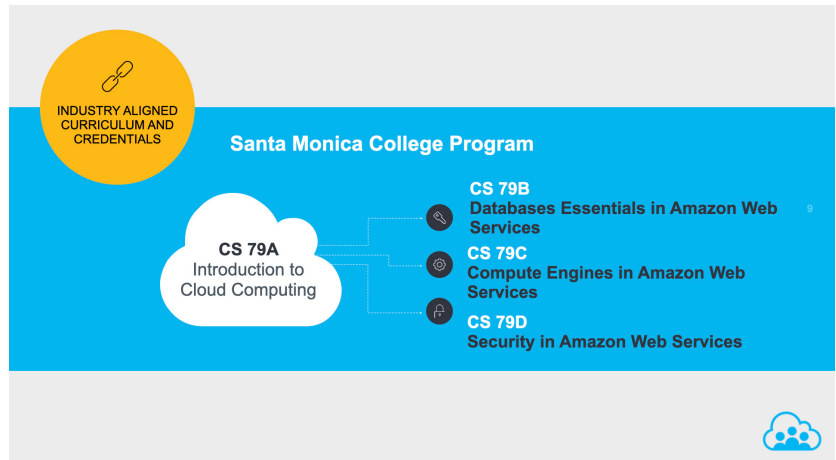 INDUSTRY ALIGNED
CURRICULUM AND
CREDENTIALS
Santa Monica College Program
CS 79A
Introduction to
Cloud Computing
CS 79B
Databases Essentials in Amazon Web
Services
CS 79C
Compute Engines in Amazon Web
Services
CS 79D
Security in Amazon Web Services
9